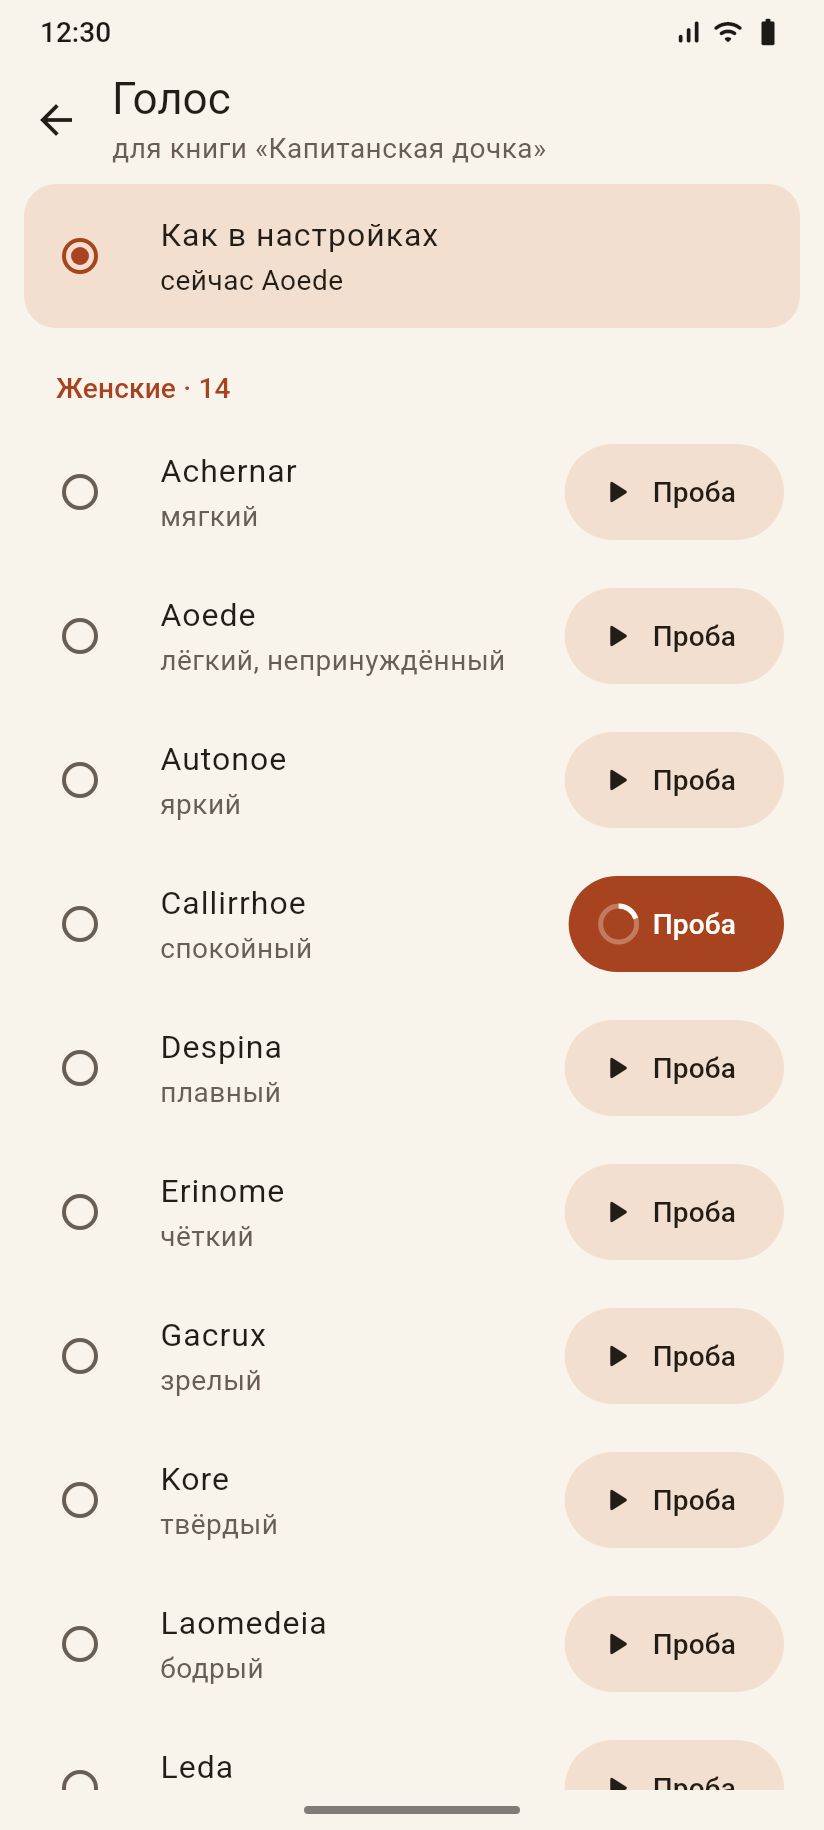 12:30
Голос
для книги «Капитанская дочка»
Как в настройках
сейчас Aoede
Женские · 14
Achernar
мягкий
Проба
Aoede
лёгкий, непринуждённый
Проба
Autonoe
яркий
Проба
Callirrhoe
спокойный
Проба
Despina
плавный
Проба
Erinome
чёткий
Проба
Gacrux
зрелый
Проба
Kore
твёрдый
Проба
Laomedeia
бодрый
Проба
Leda
Проба